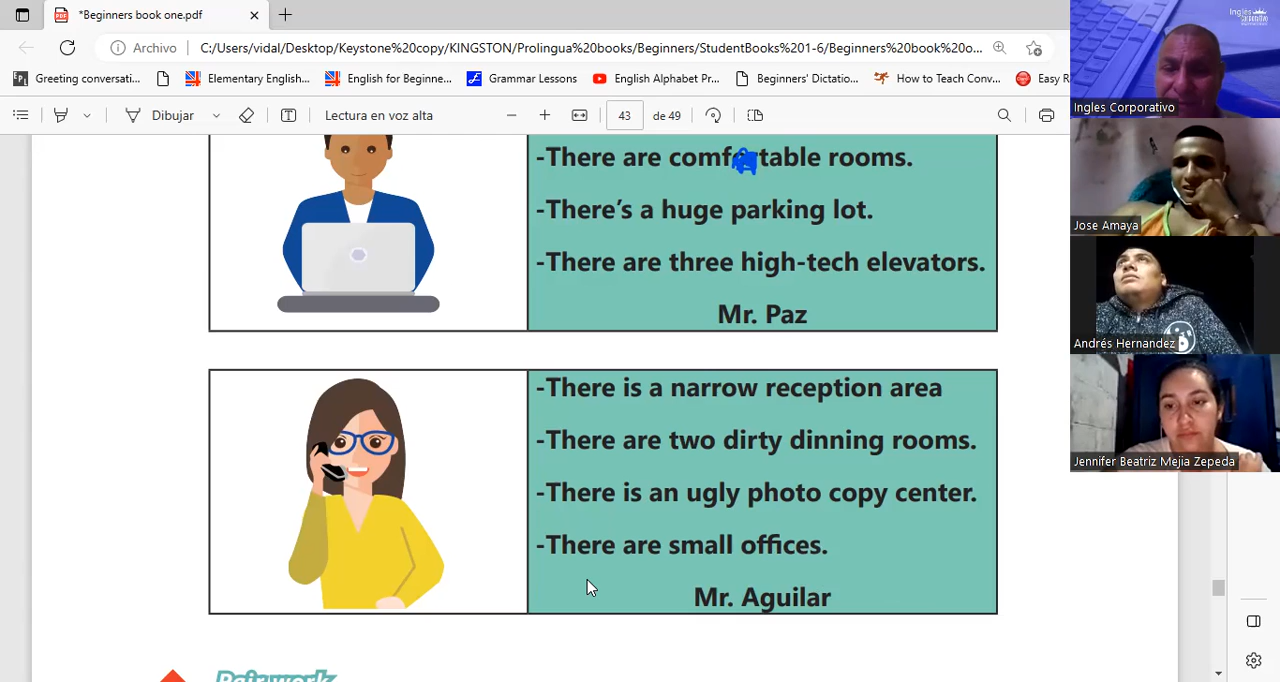 *Beginners book one.pdf
Archivo
C:/Users/vidal/Desktop/Keystone%20copy/KINGSTON/Prolingua%20books/Beginners/StudentBooks%201-6/Beginners%20book%20o...
Greeting conversati...
Elementary English...
English for Beginne...
Grammar Lessons
English Alphabet Pr...
Beginners' Dictatio...
How to Teach Conv...
Easy R
Dibujar
Lectura en voz alta
43
de 49
-There are comfortable rooms.
-There's a huge parking lot.
-There are three high-tech elevators.
Mr. Paz
-There is a narrow reception area
-There are two dirty dinning rooms.
-There is an ugly photo copy center.
-There are small offices.
Mr. Aguilar
Pair work
Inglés
Corporativo
Ingles Corporativo
Jose Amaya
Andrés Hernandez
Jennifer Beatriz Mejia Zepeda